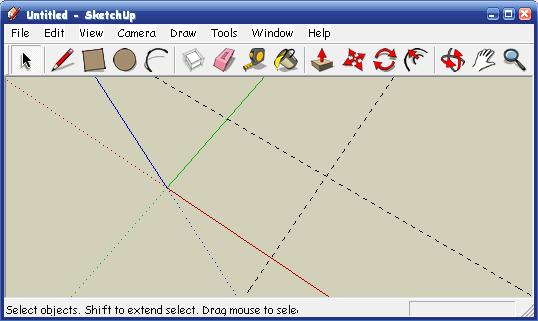 Untitled - SketchUp
File Edit View Camera Draw Tools Window Help
Select objects. Shift to extend select. Drag mouse to sele